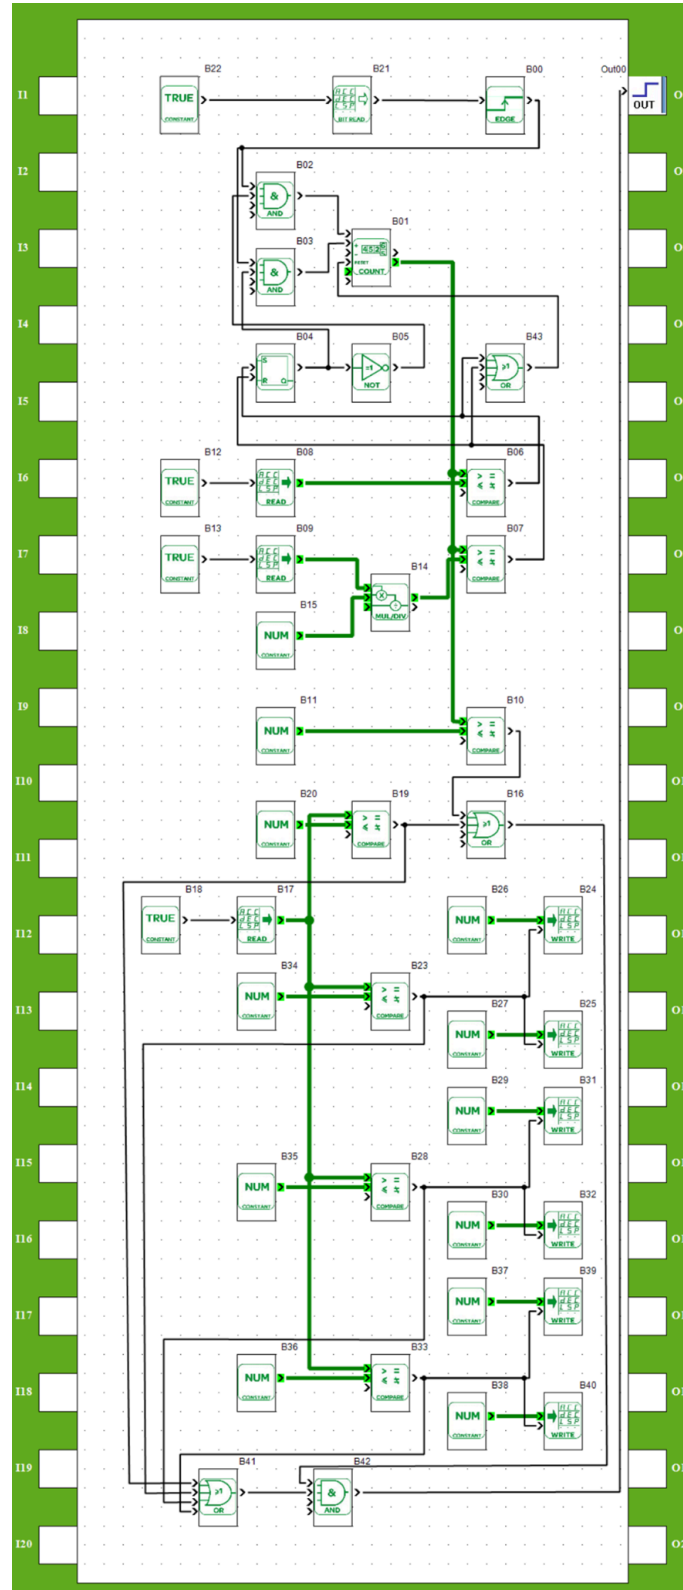 B22 B21 B00 Out00
I1 TRUE CONSTANT BIT READ EDGE OUT O
I2 B02 O
& AND
B01
I3 B03 O
& AND COUNT RESET
I4 O
B04 B05 B43
S R Q =1 NOT ≥1 OR
I5 O
B12 B08 B06
I6 TRUE CONSTANT READ COMPARE O
B13 B09 B07
I7 TRUE CONSTANT READ COMPARE O
B14
MUL/DIV
B15
I8 NUM CONSTANT O
B11 B10
I9 NUM CONSTANT COMPARE O
I10 O
B20 B19 B16
NUM CONSTANT COMPARE ≥1 OR
I11 O
B18 B17 B26 B24
I12 TRUE CONSTANT READ NUM CONSTANT WRITE O
B34 B23
I13 NUM CONSTANT COMPARE O
B27 B25
NUM CONSTANT WRITE
I14 O
B29 B31
NUM CONSTANT WRITE
I15 O
B35 B28
NUM CONSTANT COMPARE
B30 B32
I16 NUM CONSTANT WRITE O
B37 B39
I17 NUM CONSTANT WRITE O
B36 B33
I18 NUM CONSTANT COMPARE O
B38 B40
NUM CONSTANT WRITE
I19 O
B41 B42
≥1 OR & AND
I20 O